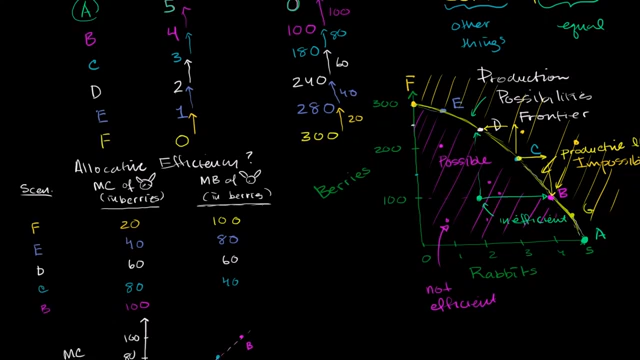 A 5 0
100
B 4 100
80
C 3 180
60
D 2 240
40
E 1 280
20
F 0 300
other things
equal
Allocative Efficiency?
Scen. MC of (in berries) MB of (in berries)
F 20 100
E 40 80
D 60 60
C 80 40
B 100
MC
100
80
B
Production
Possibilities
Frontier
F
E
D
C
B
A
300
200
100
Berries
Possible
Impossible
inefficient
0 1 2 3 4 5
Rabbits
not
efficient